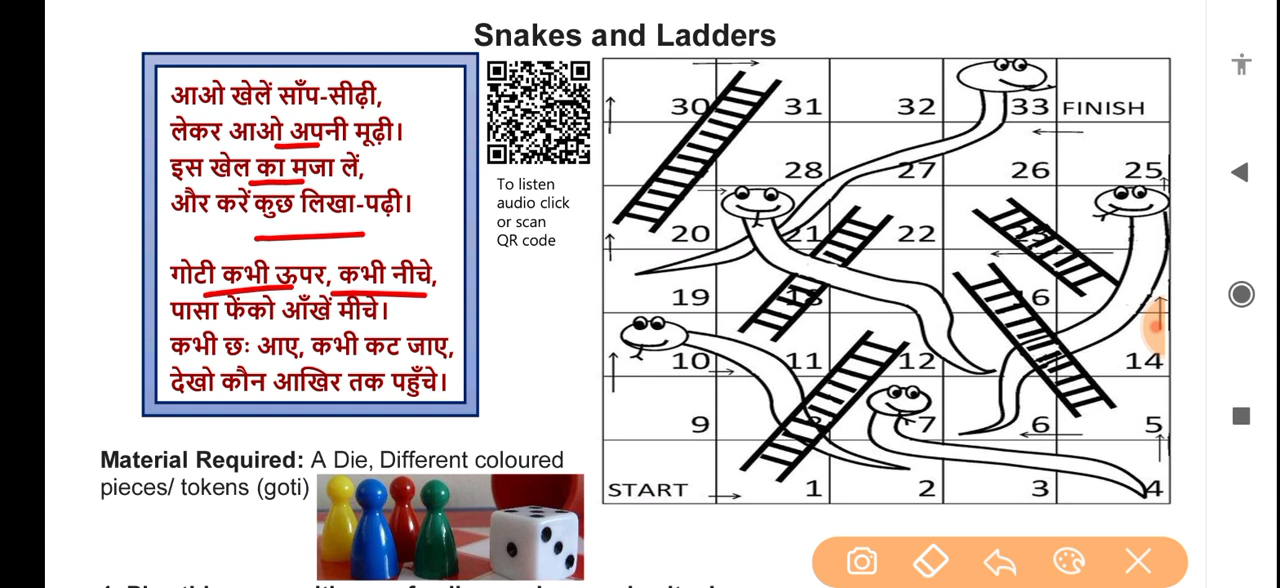 Snakes and Ladders
आओ खेलें साँप-सीढ़ी,
लेकर आओ अपनी मूढ़ी।
इस खेल का मजा लें,
और करें कुछ लिखा-पढ़ी।
गोटी कभी ऊपर, कभी नीचे,
पासा फेंको आँखें मीचे।
कभी छः आए, कभी कट जाए,
देखो कौन आखिर तक पहुँचे।
To listen
audio click
or scan
QR code
30 31 32 33 FINISH
28 27 26 25
20 21 22
19
10 11 12 14
9 7 6 5
START 1 2 3 4
Material Required: A Die, Different coloured
pieces/ tokens (goti)